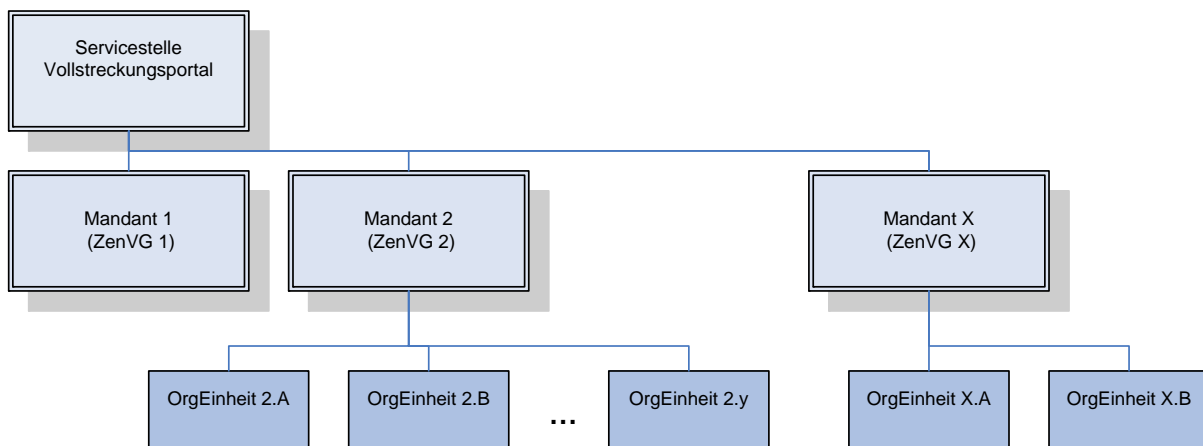 Servicestelle
Vollstreckungsportal
Mandant 1
(ZenVG 1)
Mandant 2
(ZenVG 2)
Mandant X
(ZenVG X)
OrgEinheit 2.A
OrgEinheit 2.B
...
OrgEinheit 2.y
OrgEinheit X.A
OrgEinheit X.B